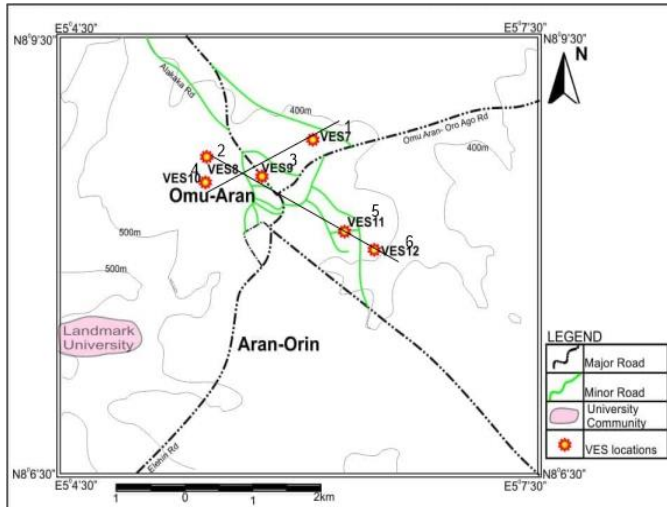 E5°4'30"
E5°7'30"
N8°9'30"
N8°9'30"
N
Alakaka Rd
400m
1
VES7
Omu Aran- Oro Ago Rd
400m
2
VES8
3
VES9
4
VES10
Omu-Aran
5
VES11
6
VES12
500m
500m
Landmark
University
Aran-Orin
LEGEND
Major Road
Minor Road
University
Community
VES locations
N8°6'30"
N8°6'30"
E5°4'30"
E5°7'30"
1
0
1
2km